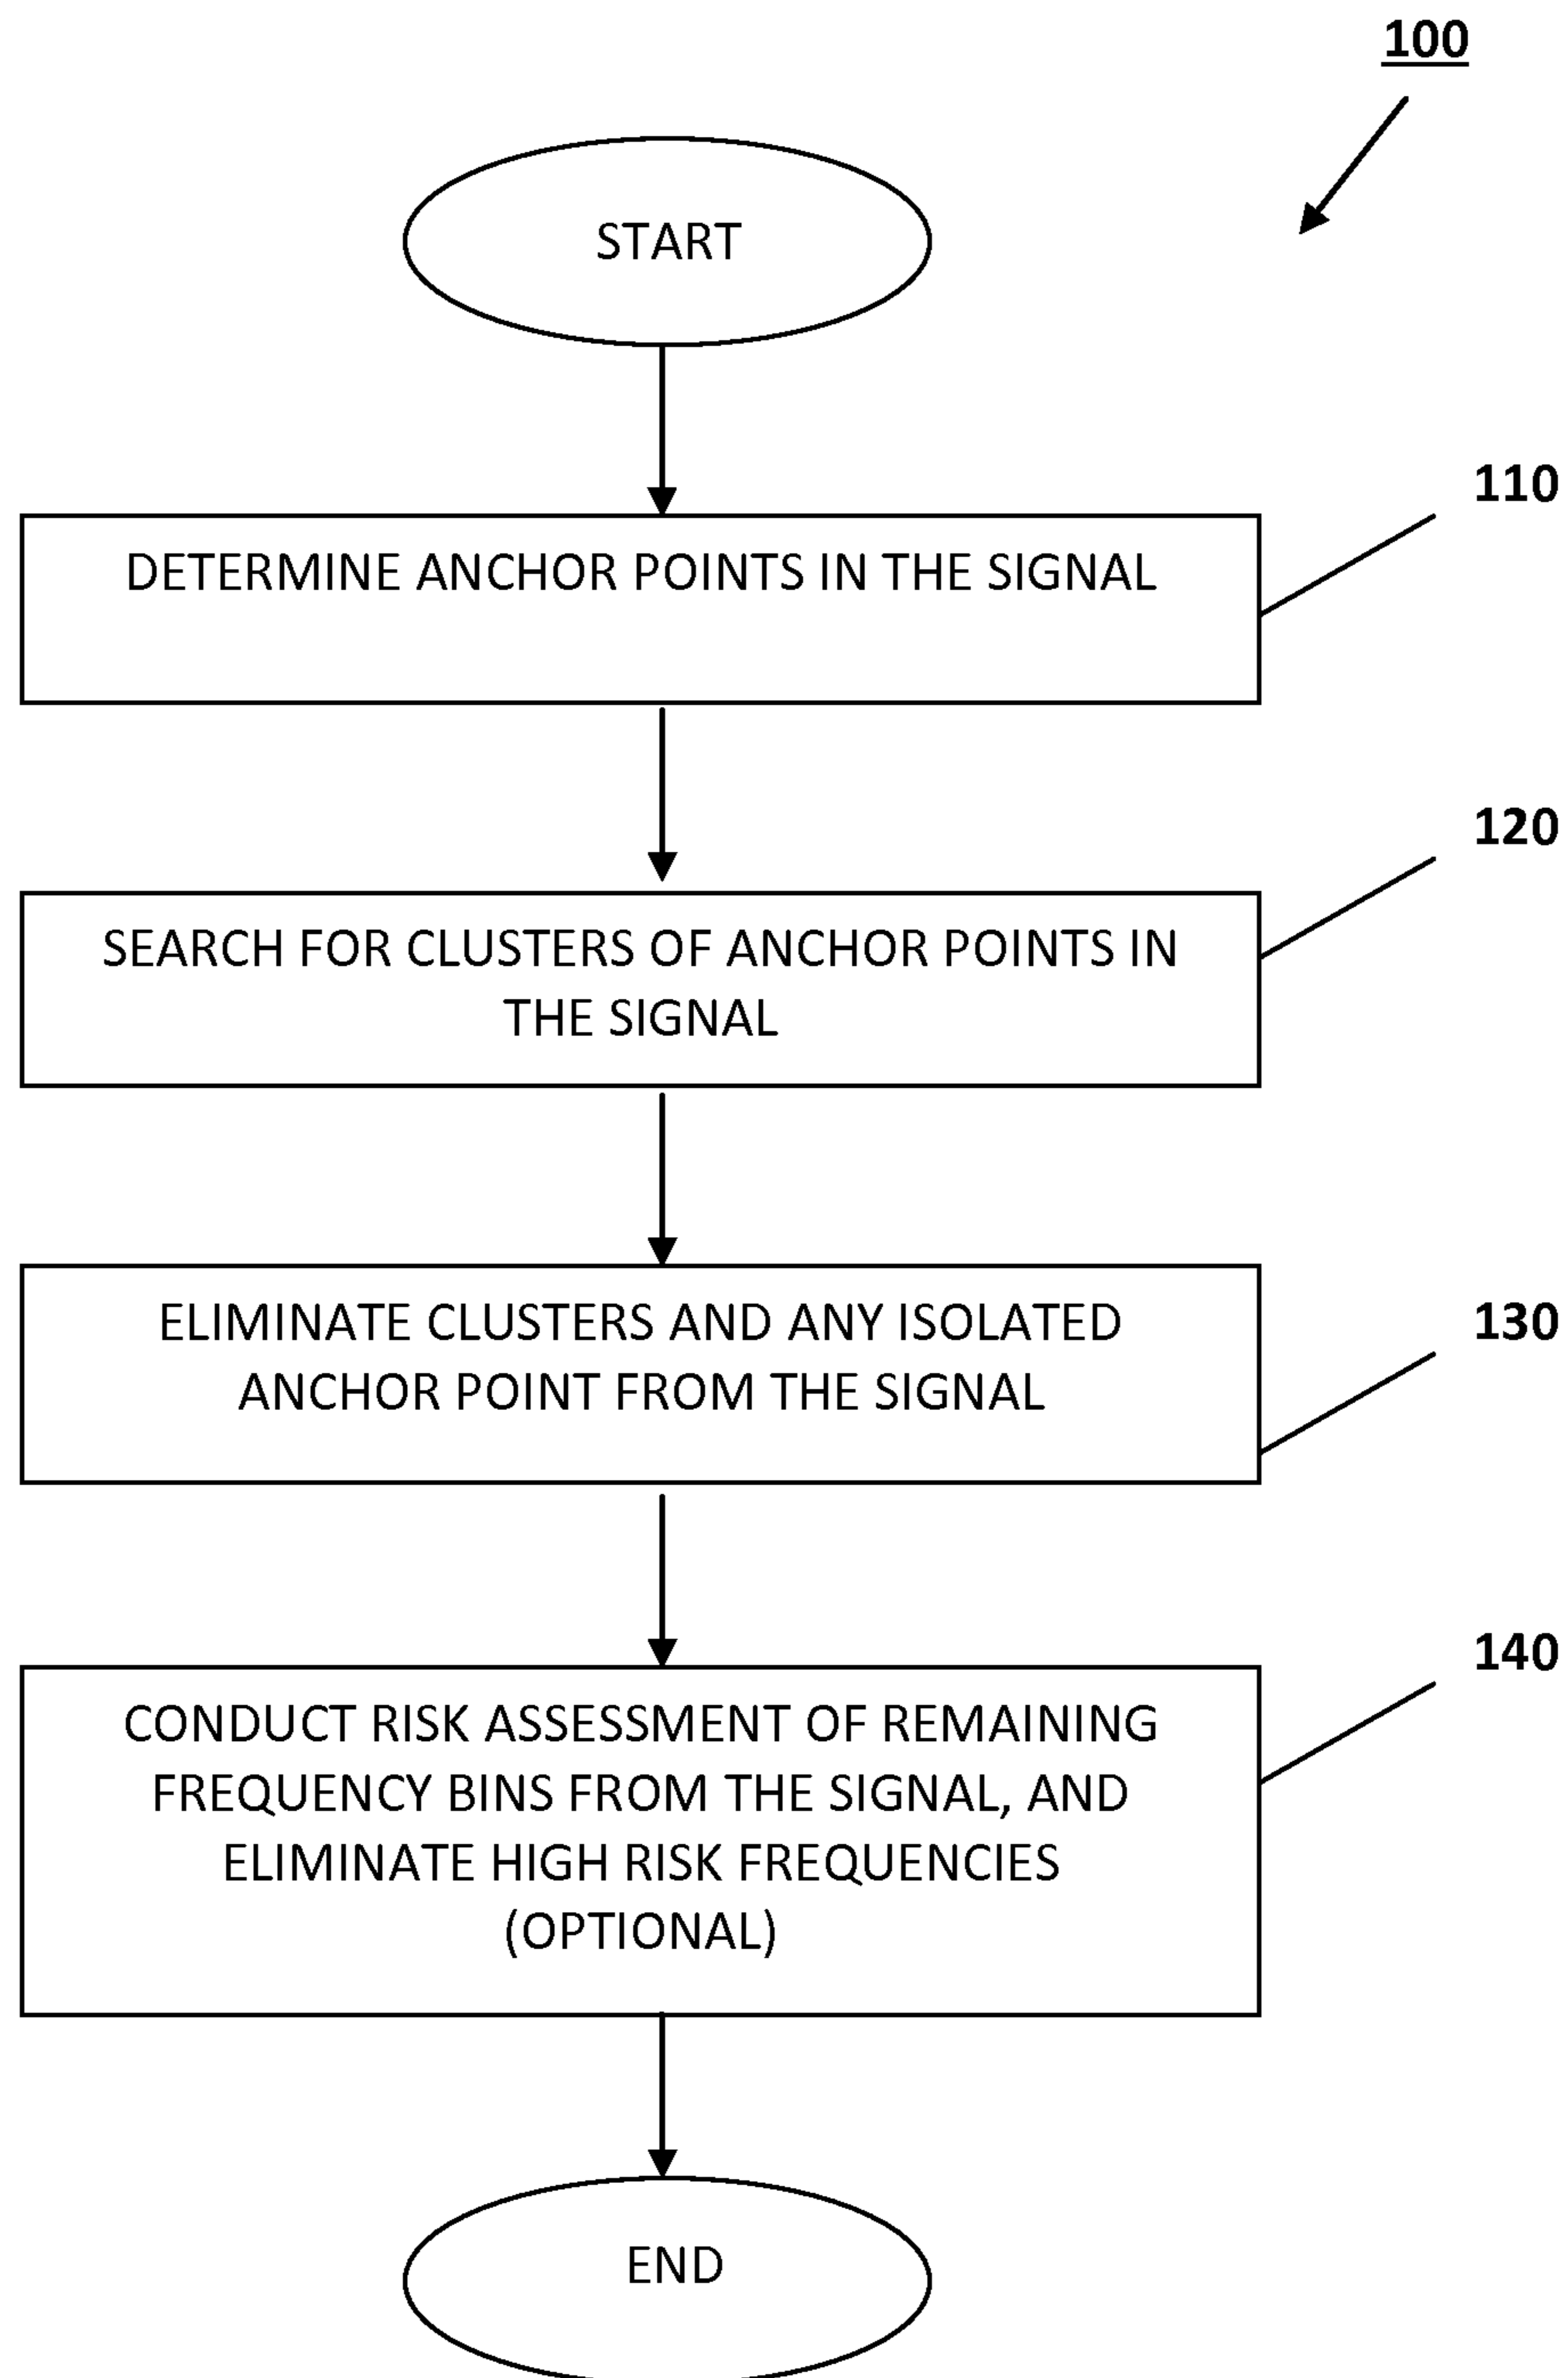 100
START
110
DETERMINE ANCHOR POINTS IN THE SIGNAL
120
SEARCH FOR CLUSTERS OF ANCHOR POINTS IN
THE SIGNAL
130
ELIMINATE CLUSTERS AND ANY ISOLATED
ANCHOR POINT FROM THE SIGNAL
140
CONDUCT RISK ASSESSMENT OF REMAINING
FREQUENCY BINS FROM THE SIGNAL, AND
ELIMINATE HIGH RISK FREQUENCIES
(OPTIONAL)
END